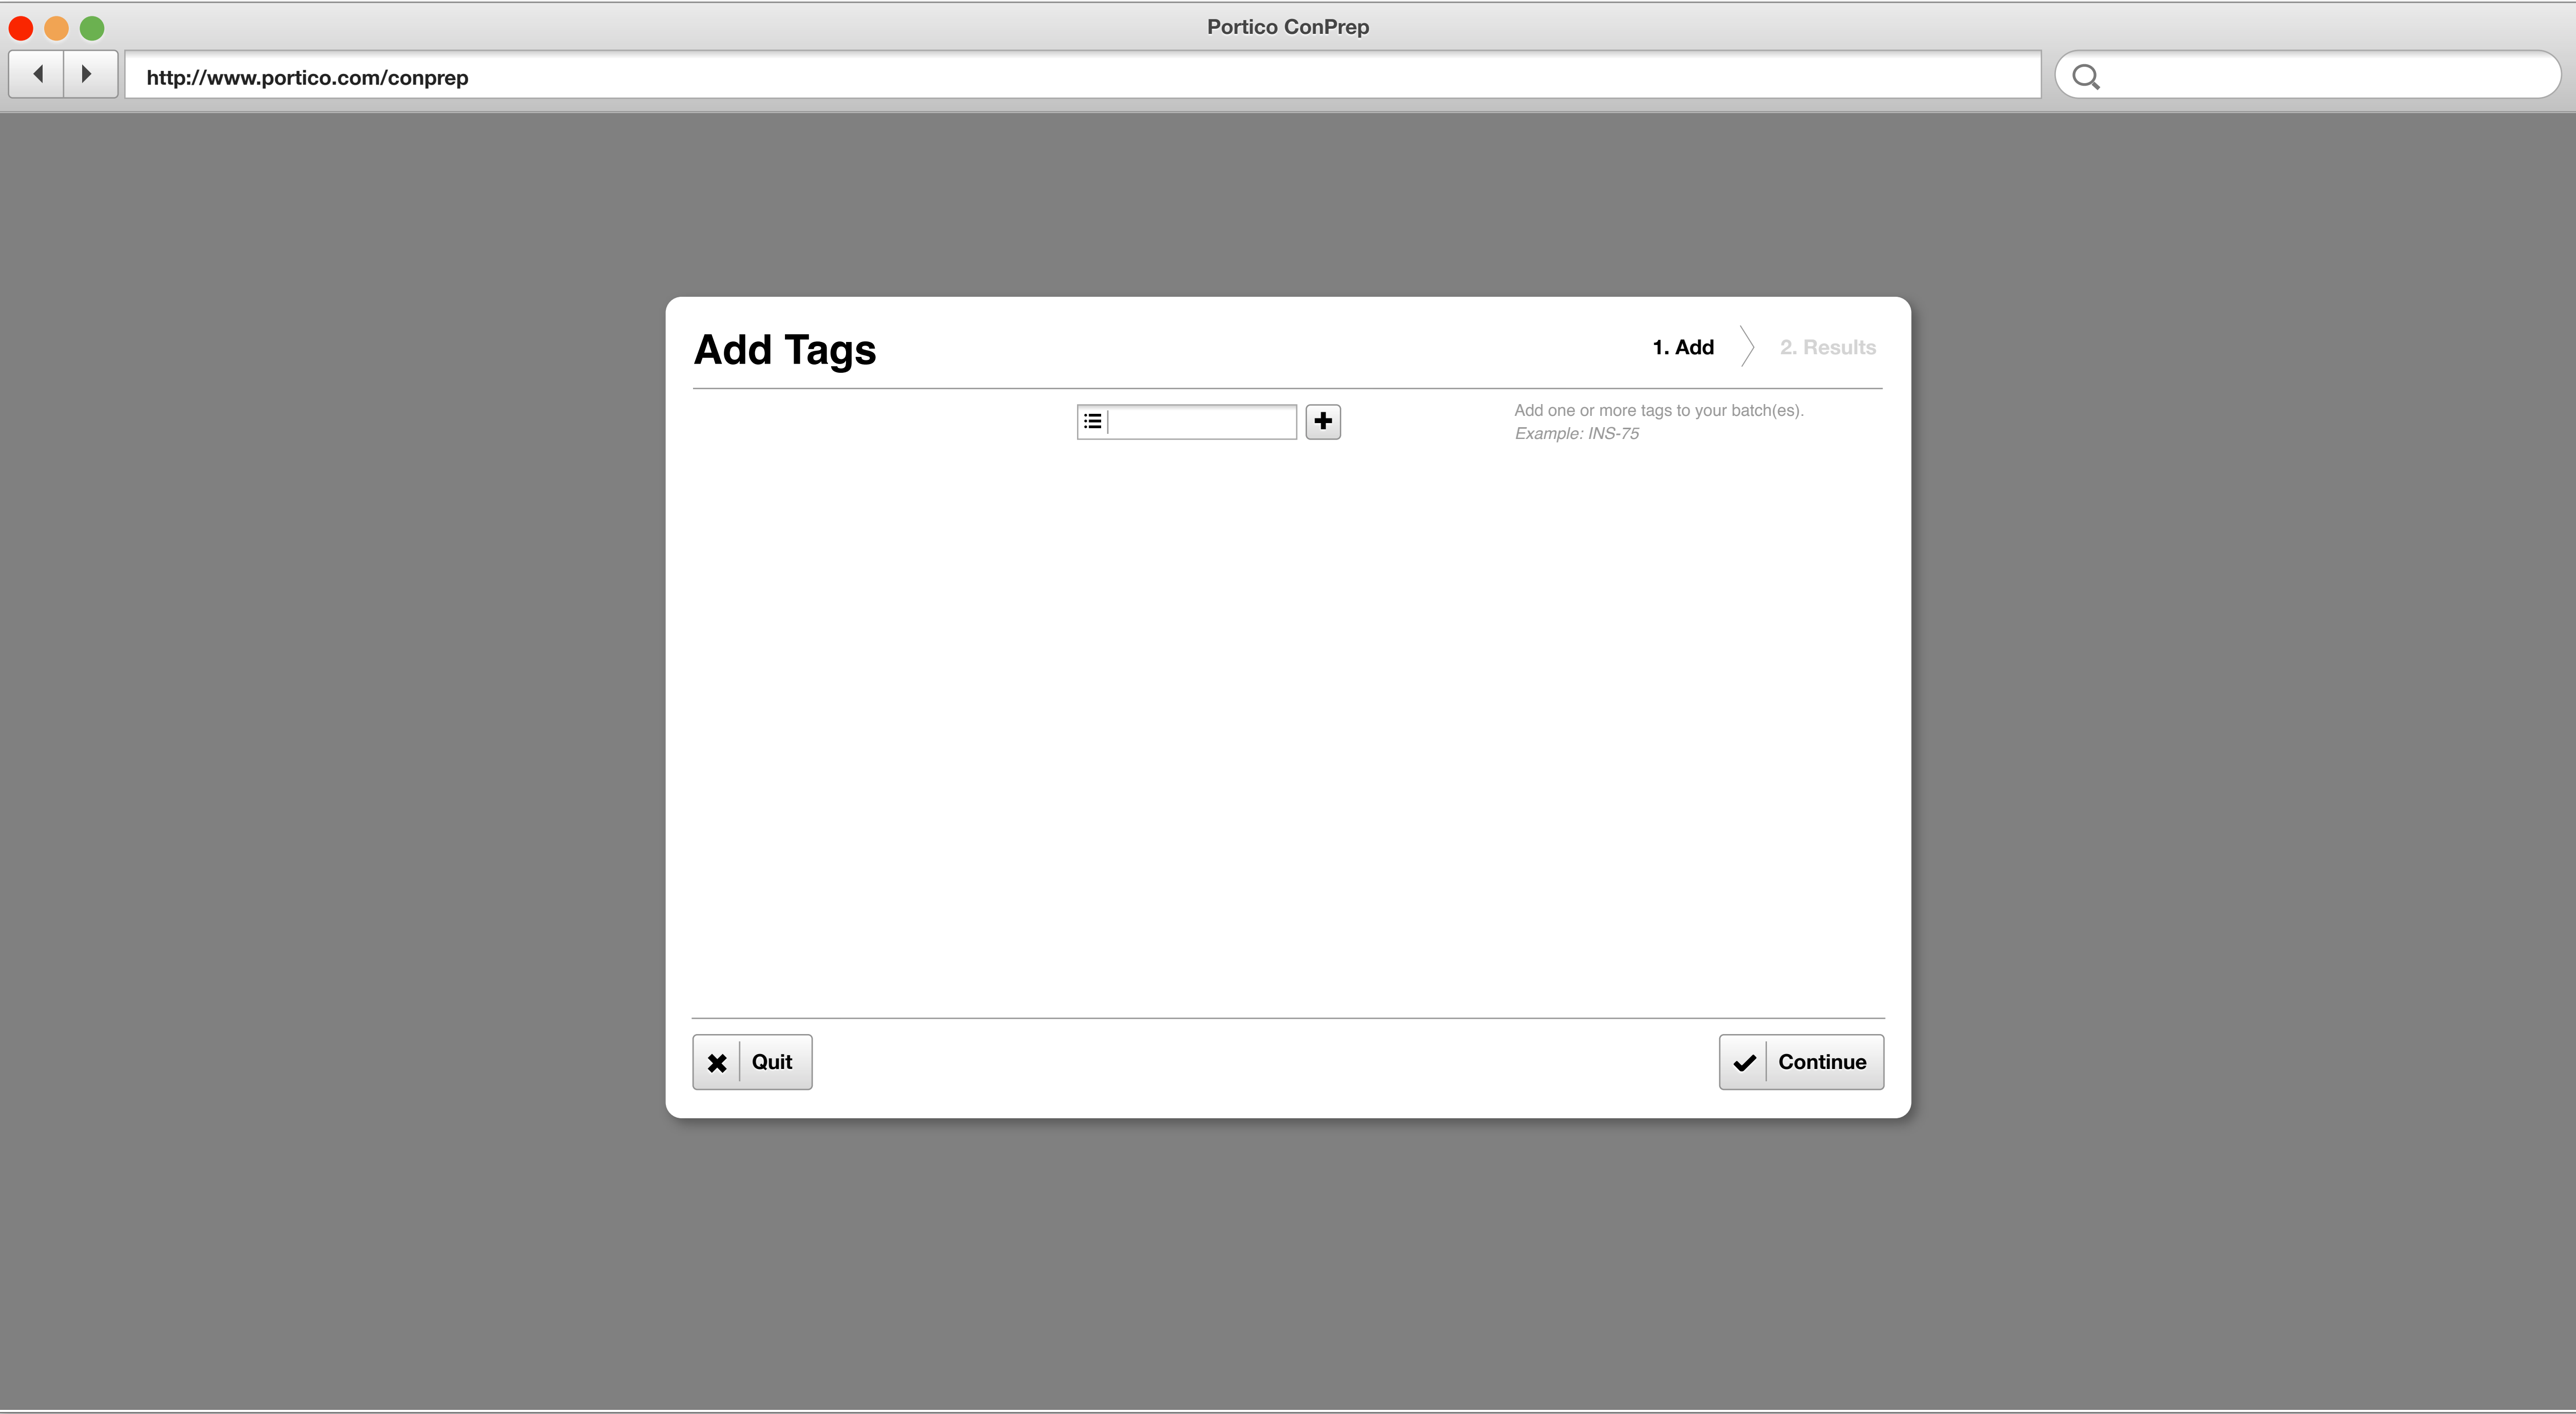 Portico ConPrep
http://www.portico.com/conprep
Add Tags
1. Add
2. Results
Add one or more tags to your batch(es).
Example: INS-75
Quit
Continue